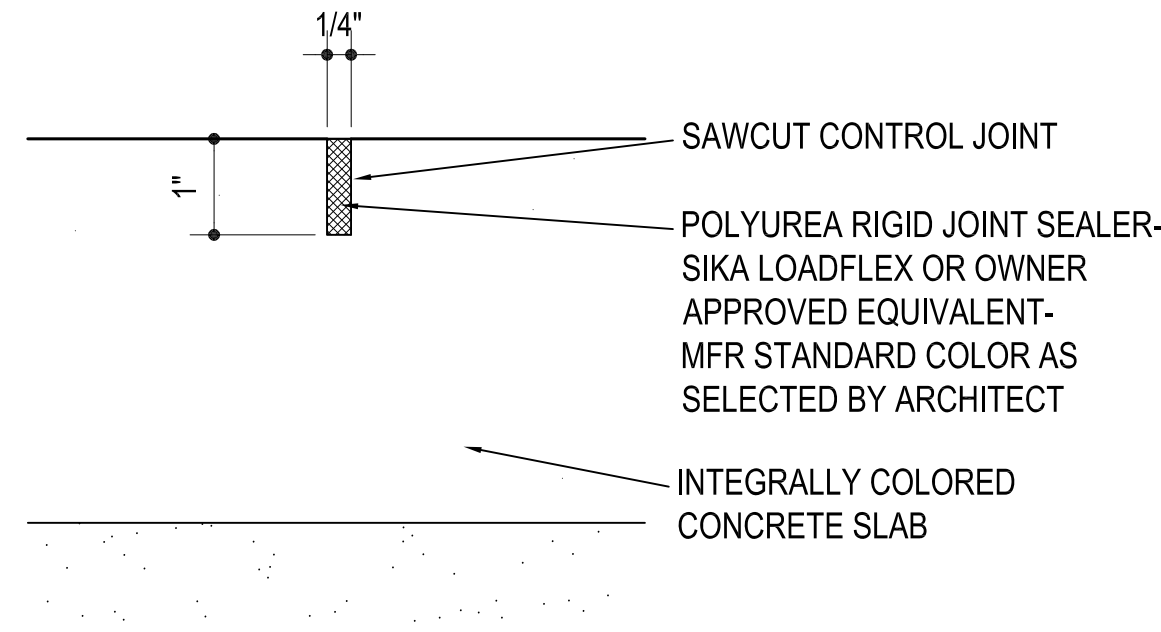 1/4"
1"
SAWCUT CONTROL JOINT
POLYUREA RIGID JOINT SEALER-
SIKA LOADFLEX OR OWNER
APPROVED EQUIVALENT-
MFR STANDARD COLOR AS
SELECTED BY ARCHITECT
INTEGRALLY COLORED
CONCRETE SLAB